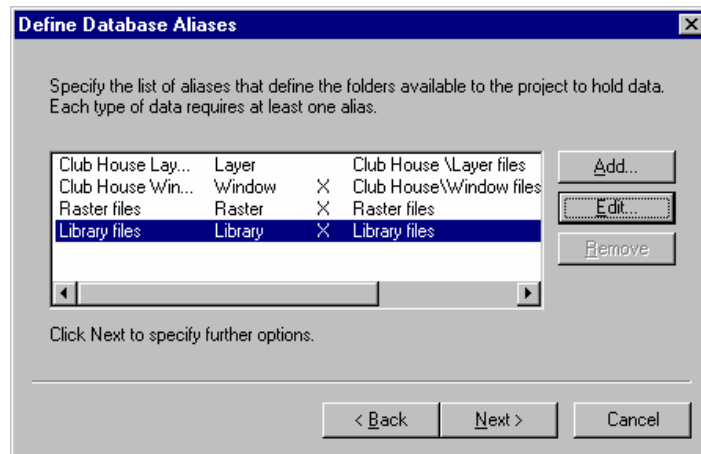 Define Database Aliases
Specify the list of aliases that define the folders available to the project to hold data.
Each type of data requires at least one alias.
Club House Lay... Layer Club House \Layer files
Club House Win... Window X Club House\Window files
Raster files Raster X Raster files
Library files Library X Library files
Add...
Edit...
Remove
Click Next to specify further options.
< Back Next > Cancel